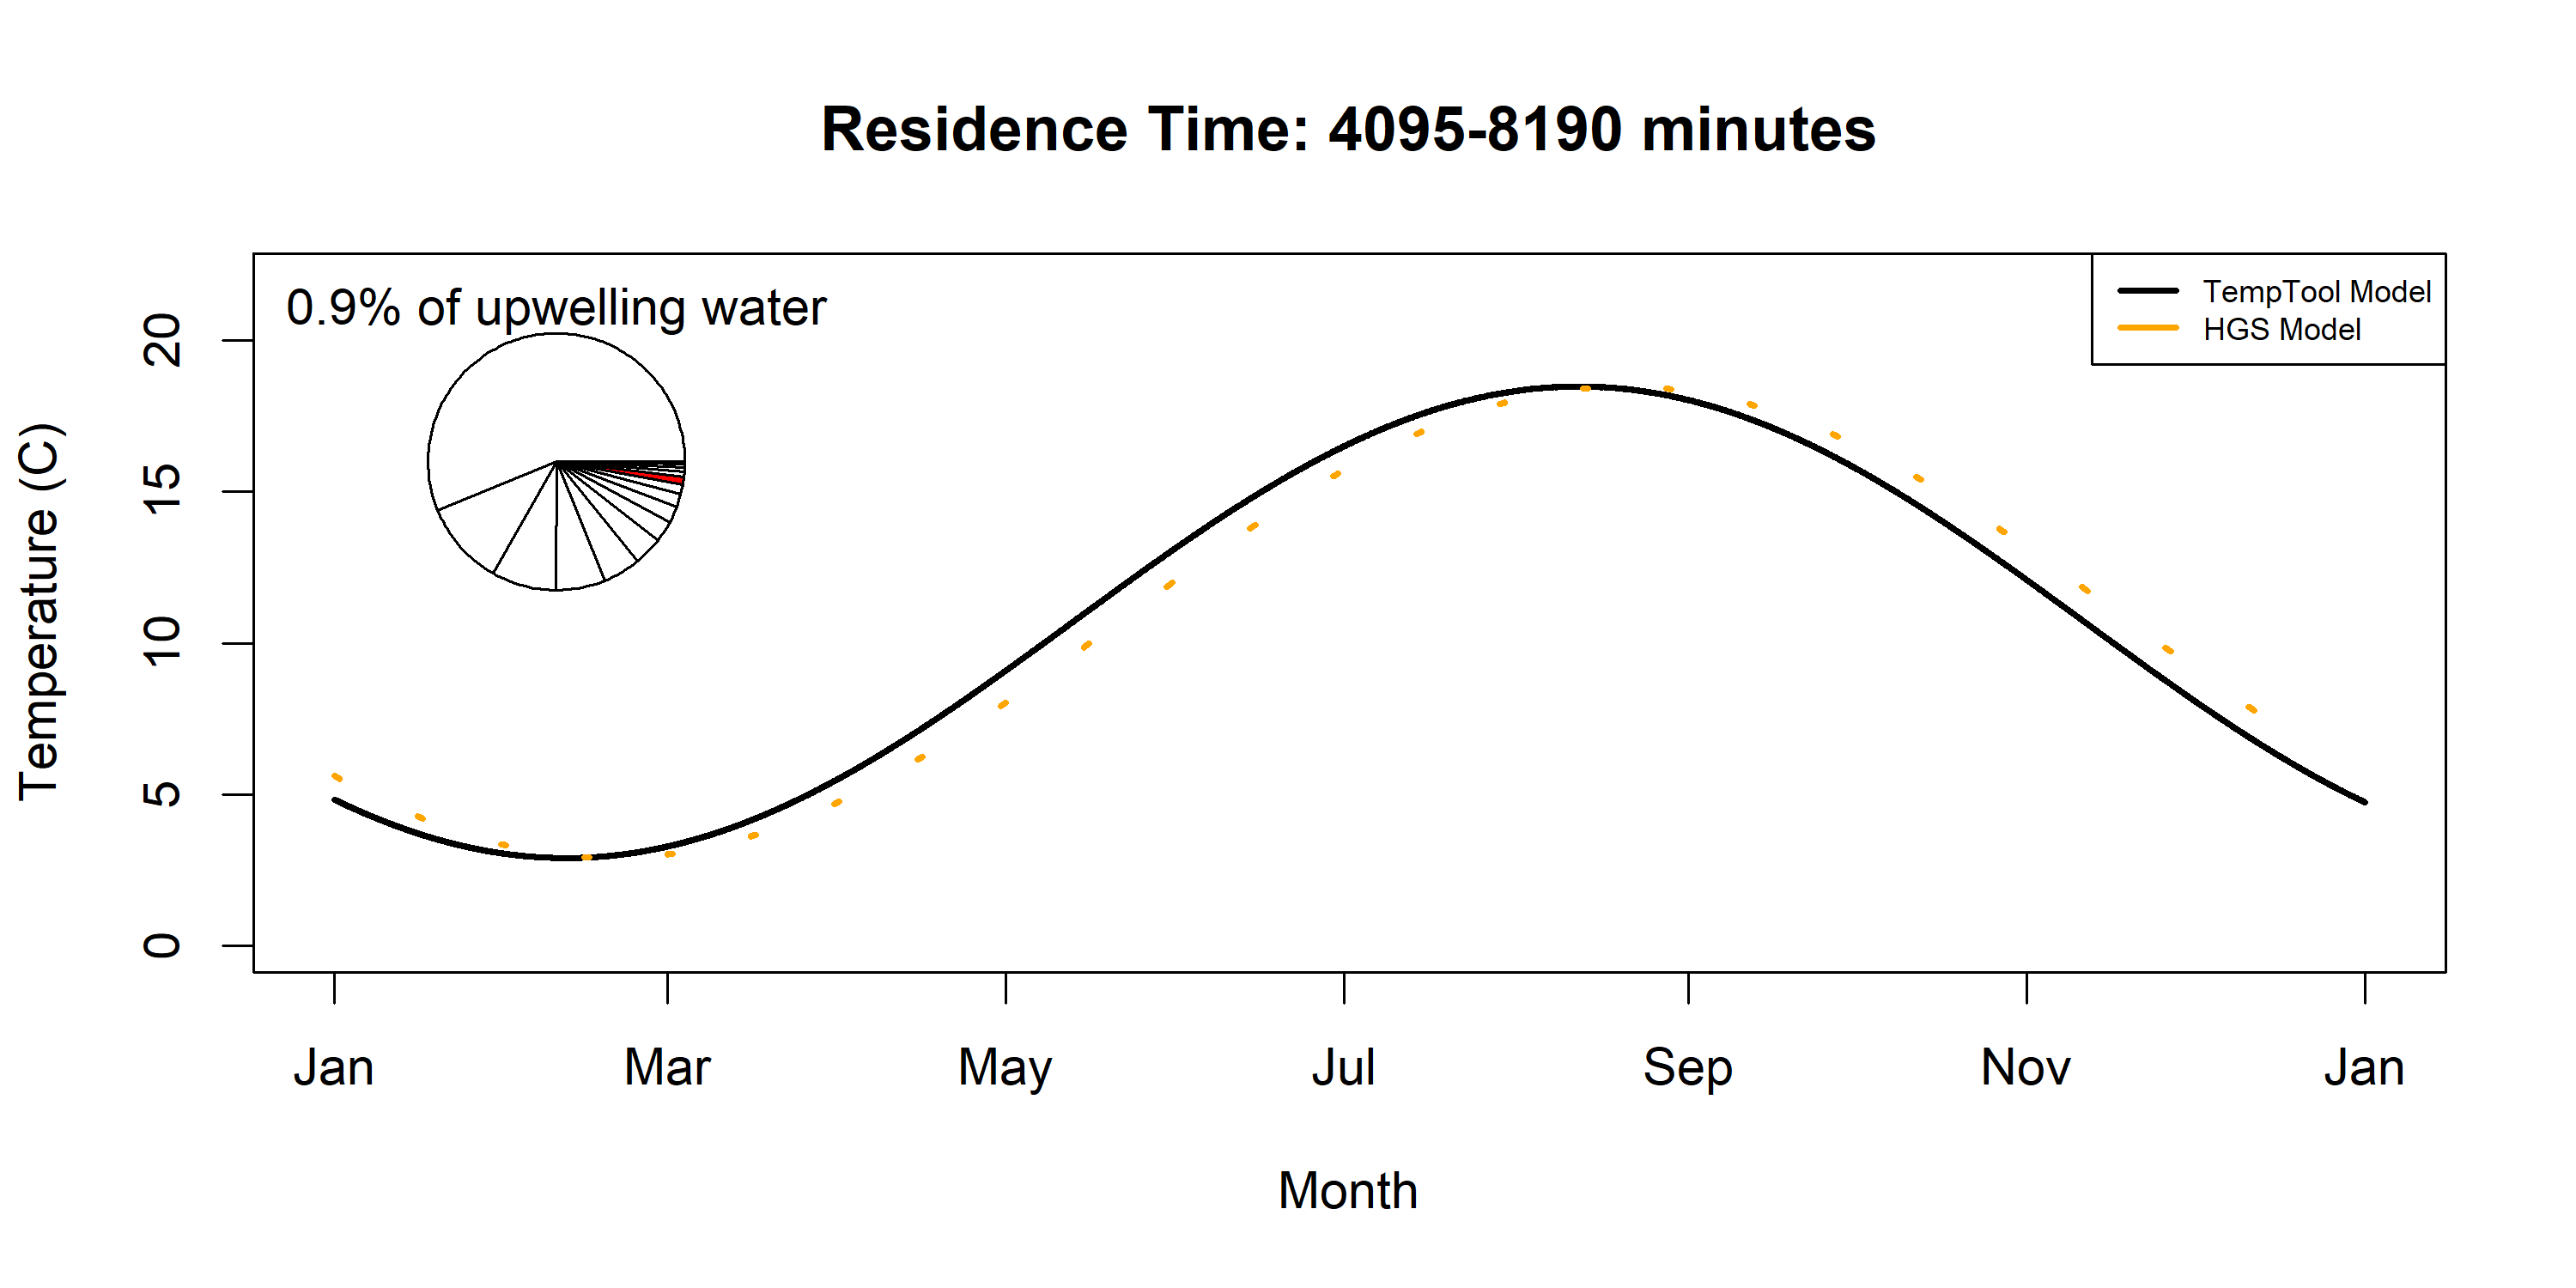 Residence Time: 4095-8190 minutes
0.9% of upwelling water
TempTool Model
HGS Model
Temperature (C)
20
15
10
5
0
Jan Mar May Jul Sep Nov Jan
Month